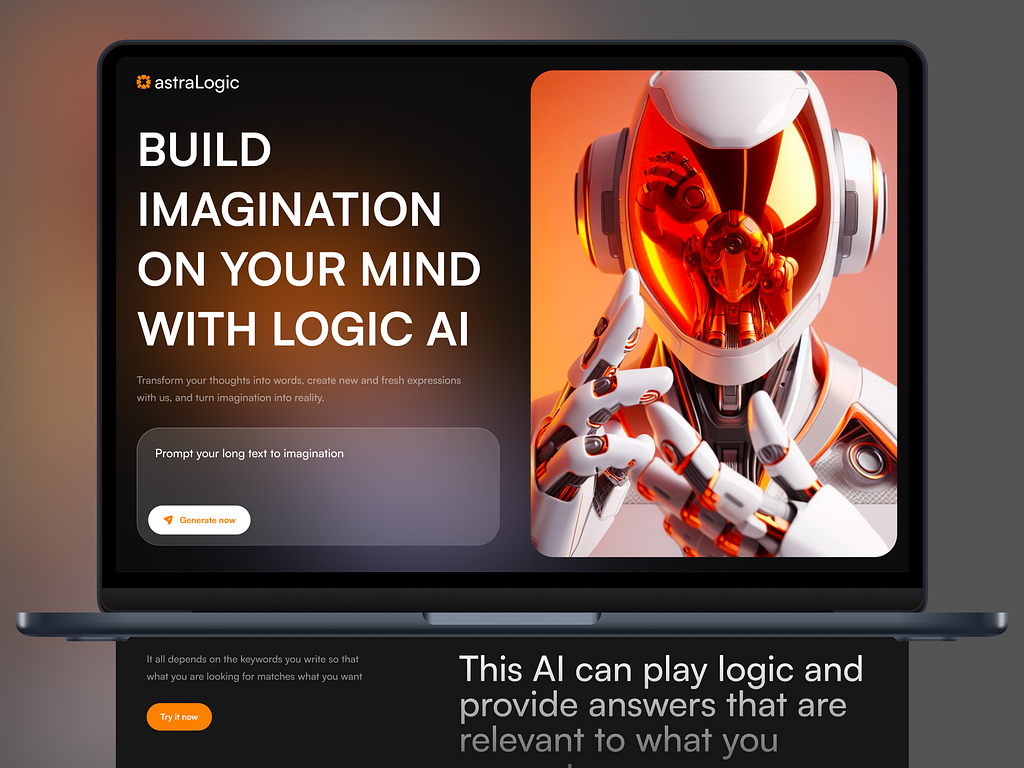 astraLogic
BUILD
IMAGINATION
ON YOUR MIND
WITH LOGIC AI
Transform your thoughts into words, create new and fresh expressions
with us, and turn imagination into reality.
Prompt your long text to imagination
Generate now
It all depends on the keywords you write so that
what you are looking for matches what you want
Try it now
This AI can play logic and
provide answers that are
relevant to what you